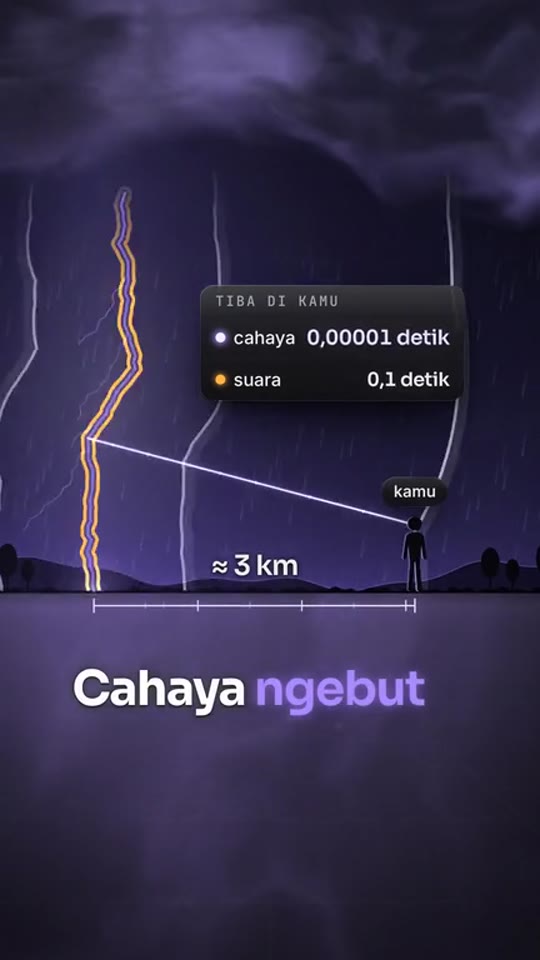 TIBA DI KAMU
cahaya 0,00001 detik
suara 0,1 detik
kamu
≈ 3 km
Cahaya ngebut